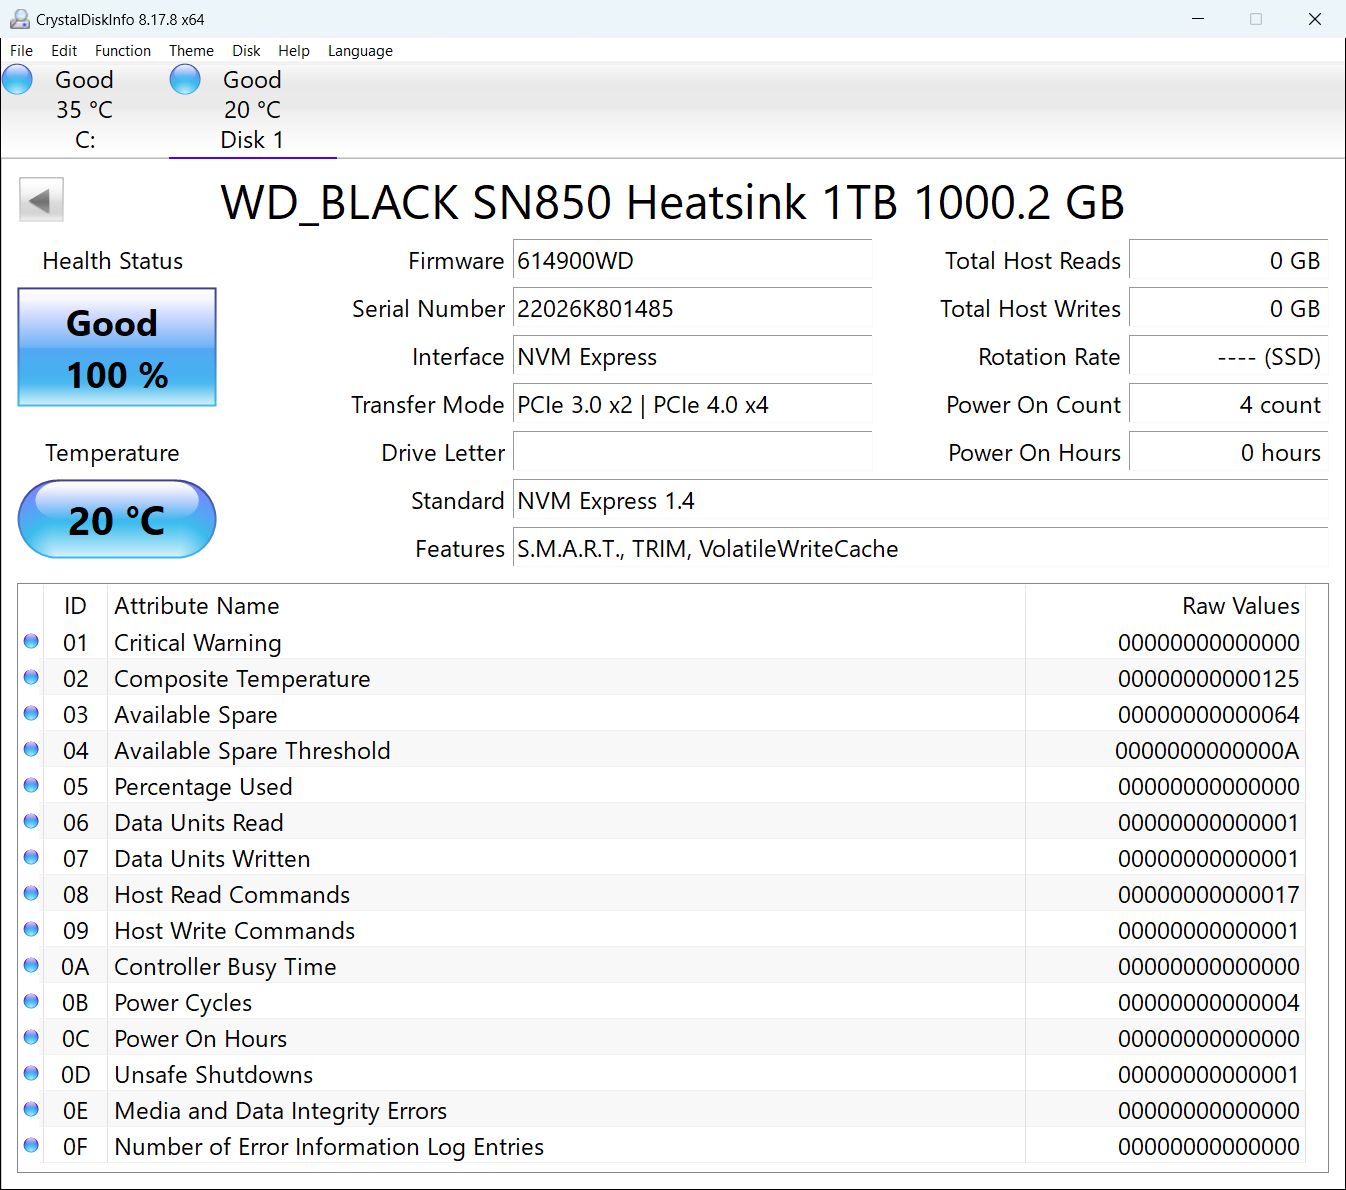 CrystalDiskInfo 8.17.8 x64
File Edit Function Theme Disk Help Language
Good Good
35 °C 20 °C
C: Disk 1
WD_BLACK SN850 Heatsink 1TB 1000.2 GB
Health Status
Good
100 %
Temperature
20 °C
Firmware 614900WD
Serial Number 22026K801485
Interface NVM Express
Transfer Mode PCIe 3.0 x2 | PCIe 4.0 x4
Drive Letter
Standard NVM Express 1.4
Features S.M.A.R.T., TRIM, VolatileWriteCache
Total Host Reads 0 GB
Total Host Writes 0 GB
Rotation Rate ---- (SSD)
Power On Count 4 count
Power On Hours 0 hours
ID Attribute Name Raw Values
01 Critical Warning 00000000000000
02 Composite Temperature 00000000000125
03 Available Spare 00000000000064
04 Available Spare Threshold 0000000000000A
05 Percentage Used 00000000000000
06 Data Units Read 00000000000001
07 Data Units Written 00000000000001
08 Host Read Commands 00000000000017
09 Host Write Commands 00000000000001
0A Controller Busy Time 00000000000000
0B Power Cycles 00000000000004
0C Power On Hours 00000000000000
0D Unsafe Shutdowns 00000000000001
0E Media and Data Integrity Errors 00000000000000
0F Number of Error Information Log Entries 00000000000000